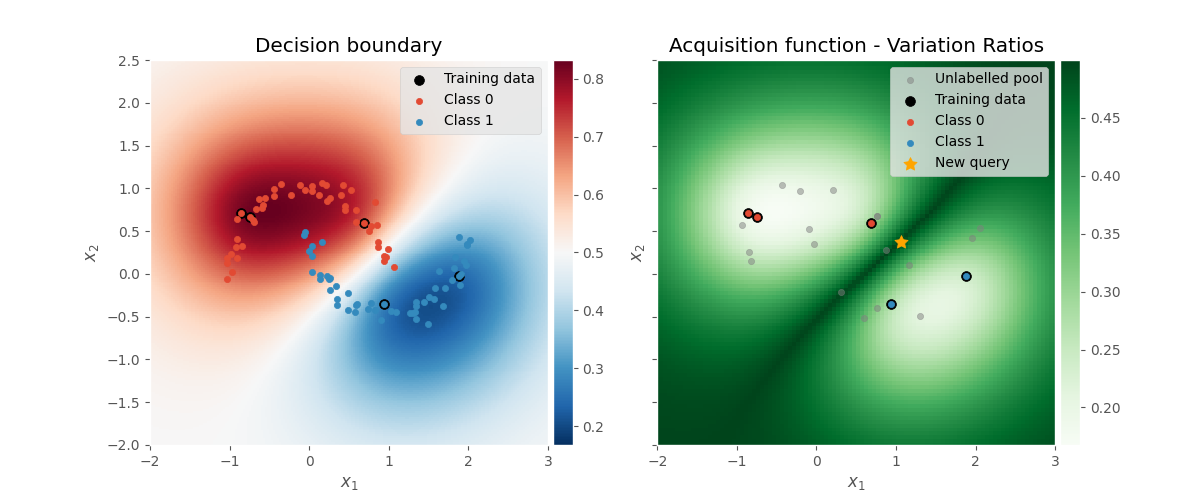 Decision boundary
2.5
2.0
1.5
1.0
0.5
0.0
−0.5
−1.0
−1.5
−2.0
x₂
−2
−1
0
1
2
3
x₁
Training data
Class 0
Class 1
0.8
0.7
0.6
0.5
0.4
0.3
0.2
Acquisition function - Variation Ratios
x₂
−2
−1
0
1
2
3
x₁
Unlabelled pool
Training data
Class 0
Class 1
New query
0.45
0.40
0.35
0.30
0.25
0.20